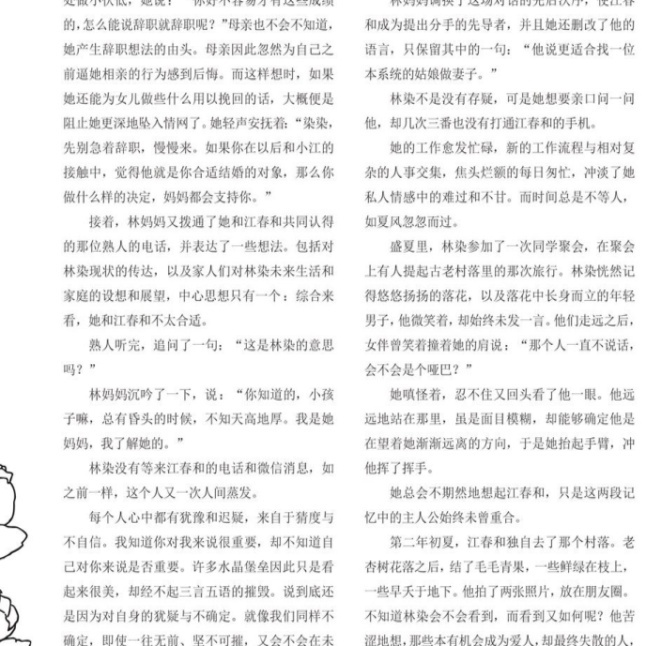 的，怎么能说辞职就辞职呢？”母亲也不会不知道，
她产生辞职想法的由头。母亲因此忽然为自己之
前逼她相亲的行为感到后悔。而这样想时，如果
她还能为女儿做些什么用以挽回的话，大概便是
阻止她更深地坠入情网了。她轻声安抚着：“染染，
先别急着辞职，慢慢来。如果你在以后和小江的
接触中，觉得他就是你合适结婚的对象，那么你
做什么样的决定，妈妈都会支持你。”
接着，林妈妈又拨通了她和江春和共同认得
的那位熟人的电话，并表达了一些想法。包括对
林染现状的传达，以及家人们对林染未来生活和
家庭的设想和展望，中心思想只有一个：综合来
看，她和江春和不太合适。
熟人听完，追问了一句：“这是林染的意思
吗？”
林妈妈沉吟了一下，说：“你知道的，小孩
子嘛，总有昏头的时候，不知天高地厚。我是她
妈妈，我了解她的。”
林染没有等来江春和的电话和微信消息，如
之前一样，这个人又一次人间蒸发。
每个人心中都有犹豫和迟疑，来自于猜度与
不自信。我知道你对我来说很重要，却不知道自
己对你来说是否重要。许多水晶堡垒因此只是看
起来很美，却经不起三言五语的摧毁。说到底还
是因为对自身的犹疑与不确定。就像我们同样不
确定，即使一往无前、坚不可摧，又会不会在未
林妈妈调换了这场对话的先后次序，使江春
和成为提出分手的先导者，并且她还删改了他的
语言，只保留其中的一句：“他说更适合找一位
本系统的姑娘做妻子。”
林染不是没有存疑，可是她想要亲口问一问
他，却几次三番也没有打通江春和的手机。
她的工作愈发忙碌，新的工作流程与相对复
杂的人事交集，焦头烂额的每日匆忙，冲淡了她
私人情感中的难过和不甘。而时间总是不等人，
如夏风忽忽而过。
盛夏里，林染参加了一次同学聚会，在聚会
上有人提起古老村落里的那次旅行。林染恍然记
得悠悠扬扬的落花，以及落花中长身而立的年轻
男子，他微笑着，却始终未发一言。他们走远之后，
女伴曾笑着撞着她的肩说：“那个人一直不说话，
会不会是个哑巴？”
她嗔怪着，忍不住又回头看了他一眼。他远
远地站在那里，虽是面目模糊，却能够确定他是
在望着她渐渐远离的方向，于是她抬起手臂，冲
他挥了挥手。
她总会不期然地想起江春和，只是这两段记
忆中的主人公始终未曾重合。
第二年初夏，江春和独自去了那个村落。老
杏树花落之后，结了毛毛青果，一些鲜绿在枝上，
一些早夭于地下。他拍了两张照片，放在朋友圈。
不知道林染会不会看到，而看到又如何呢？他苦
涩地想，那些本有机会成为爱人，却最终失散的人，